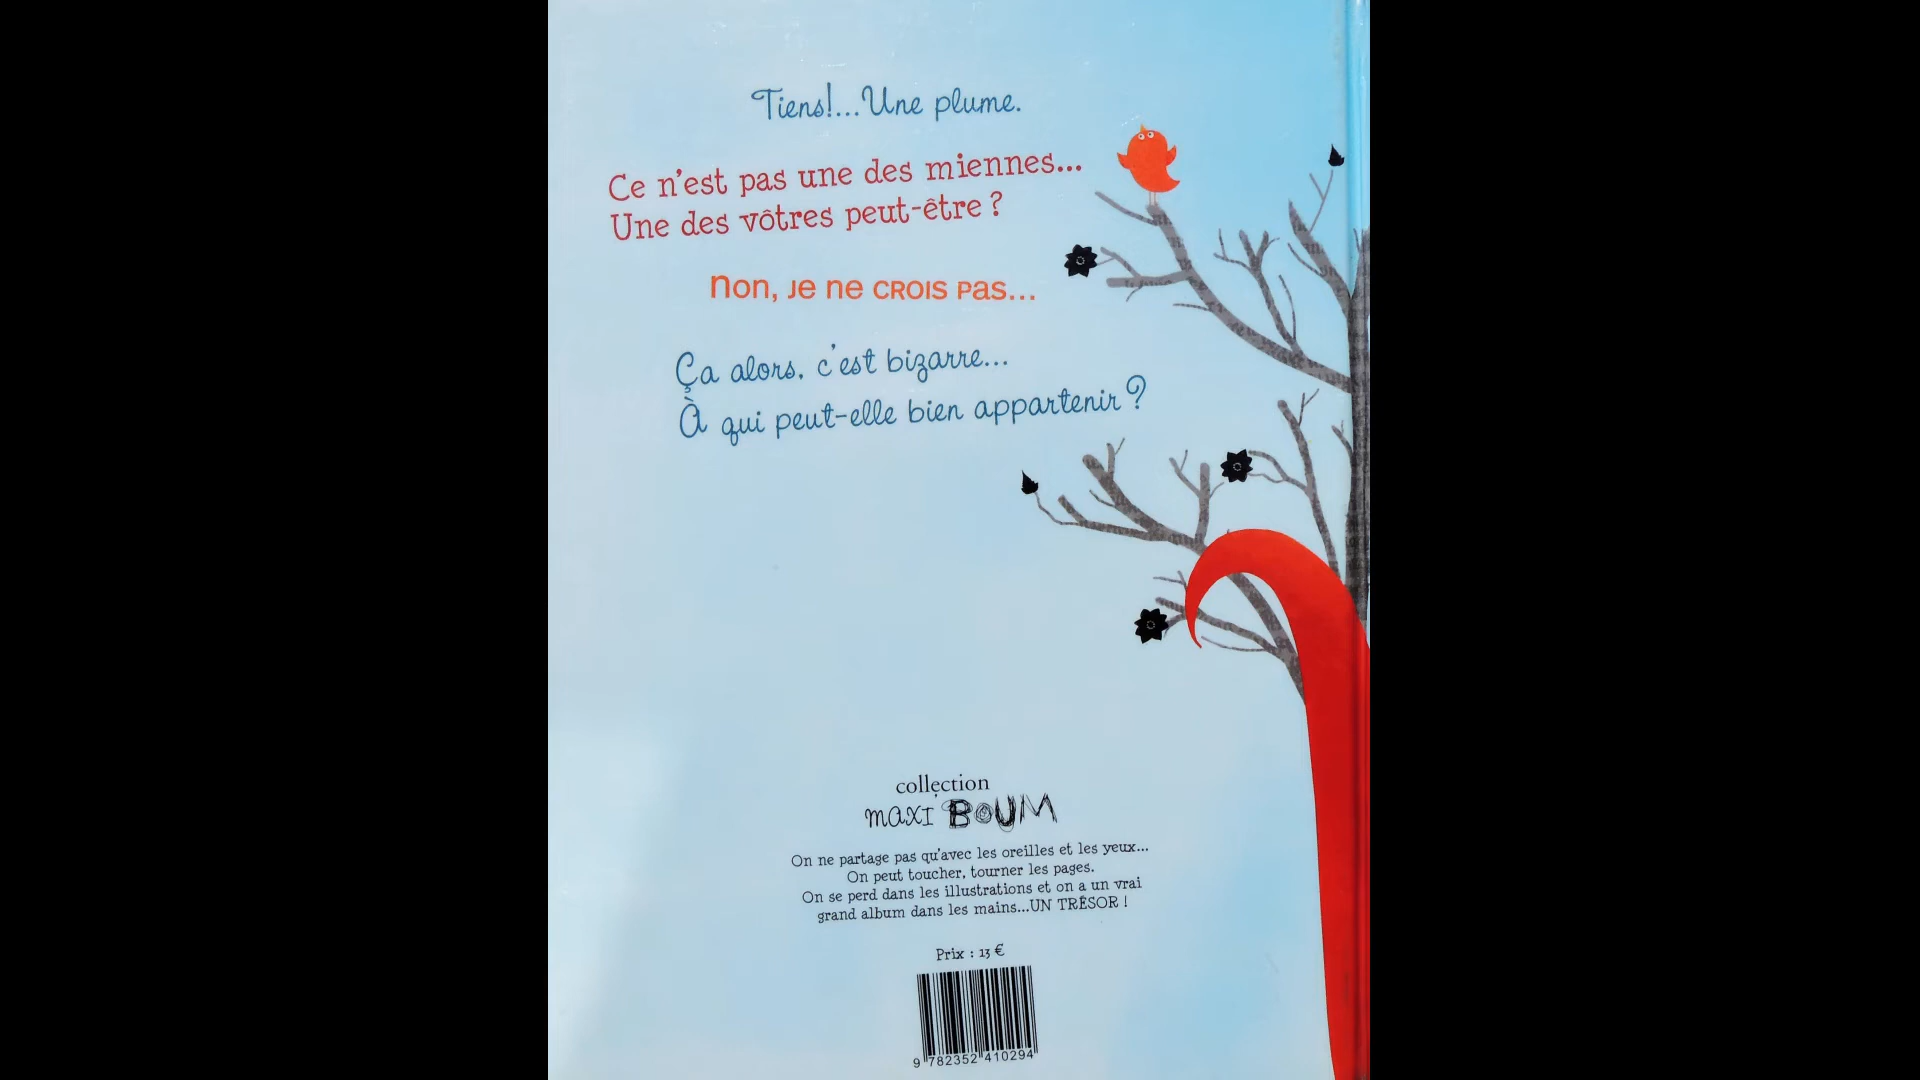 Tiens!...Une plume.
Ce n'est pas une des miennes...
Une des vôtres peut-être ?
non, je ne crois pas...
Ça alors, c'est bizarre...
À qui peut-elle bien appartenir ?
collection
maxi BOUM
On ne partage pas qu'avec les oreilles et les yeux...
On peut toucher, tourner les pages.
On se perd dans les illustrations et on a un vrai
grand album dans les mains...UN TRÉSOR !
Prix : 13 €
9 782352 410294